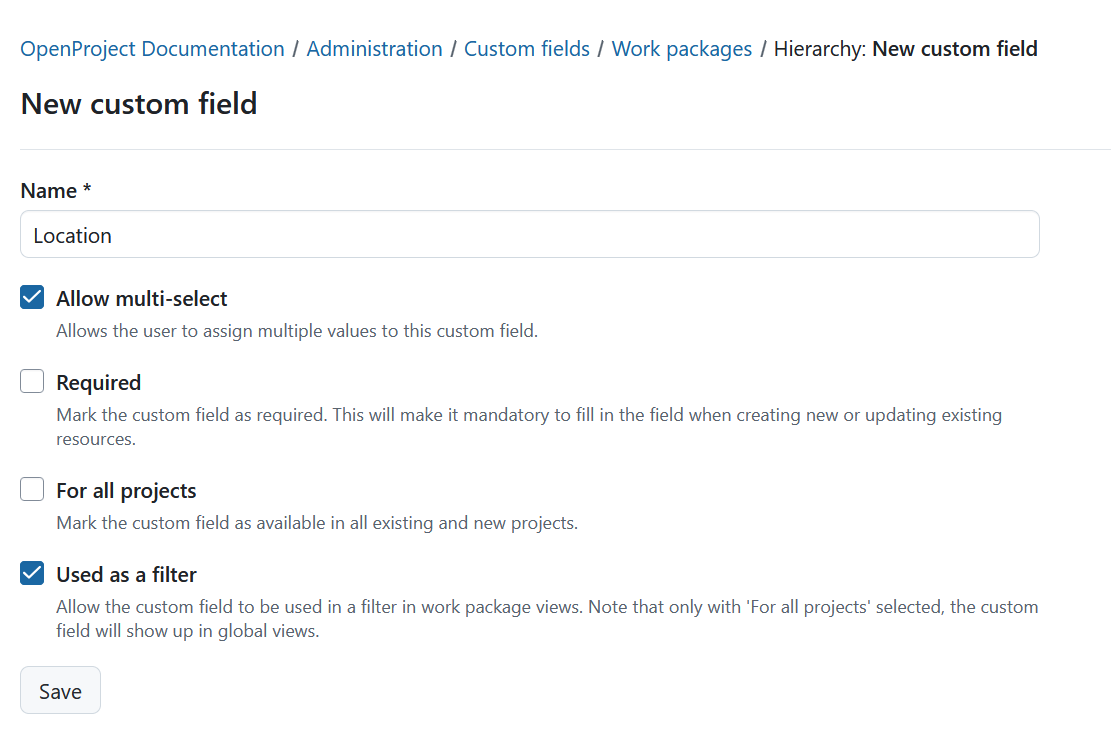 OpenProject Documentation / Administration / Custom fields / Work packages / Hierarchy: New custom field
New custom field
Name *
Location
Allow multi-select
Allows the user to assign multiple values to this custom field.
Required
Mark the custom field as required. This will make it mandatory to fill in the field when creating new or updating existing
resources.
For all projects
Mark the custom field as available in all existing and new projects.
Used as a filter
Allow the custom field to be used in a filter in work package views. Note that only with 'For all projects' selected, the custom
field will show up in global views.
Save